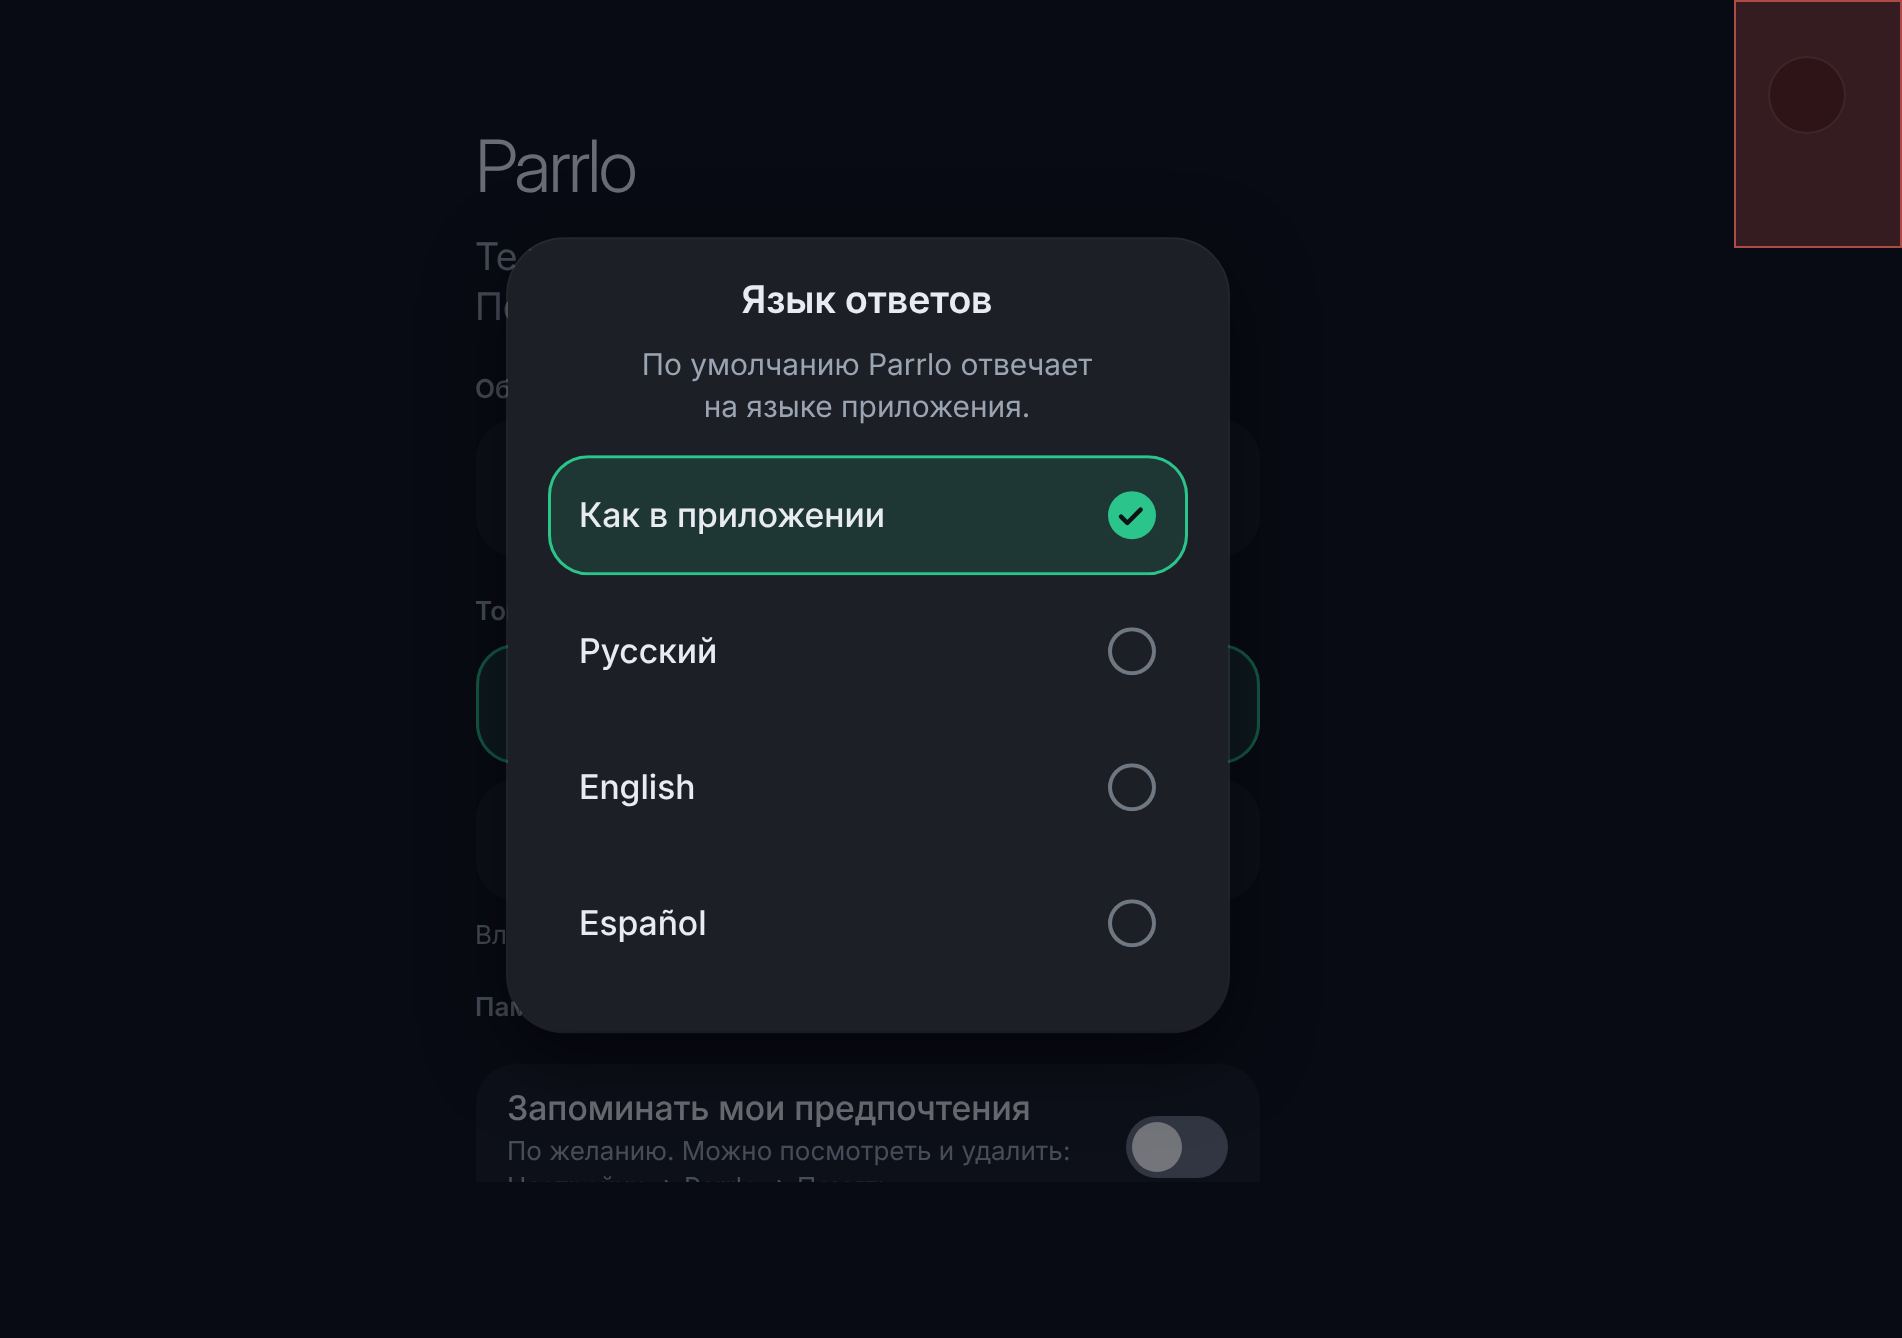 Parrlo
Язык ответов
По умолчанию Parrlo отвечает
на языке приложения.
Как в приложении
Русский
English
Español
Запоминать мои предпочтения
По желанию. Можно посмотреть и удалить: